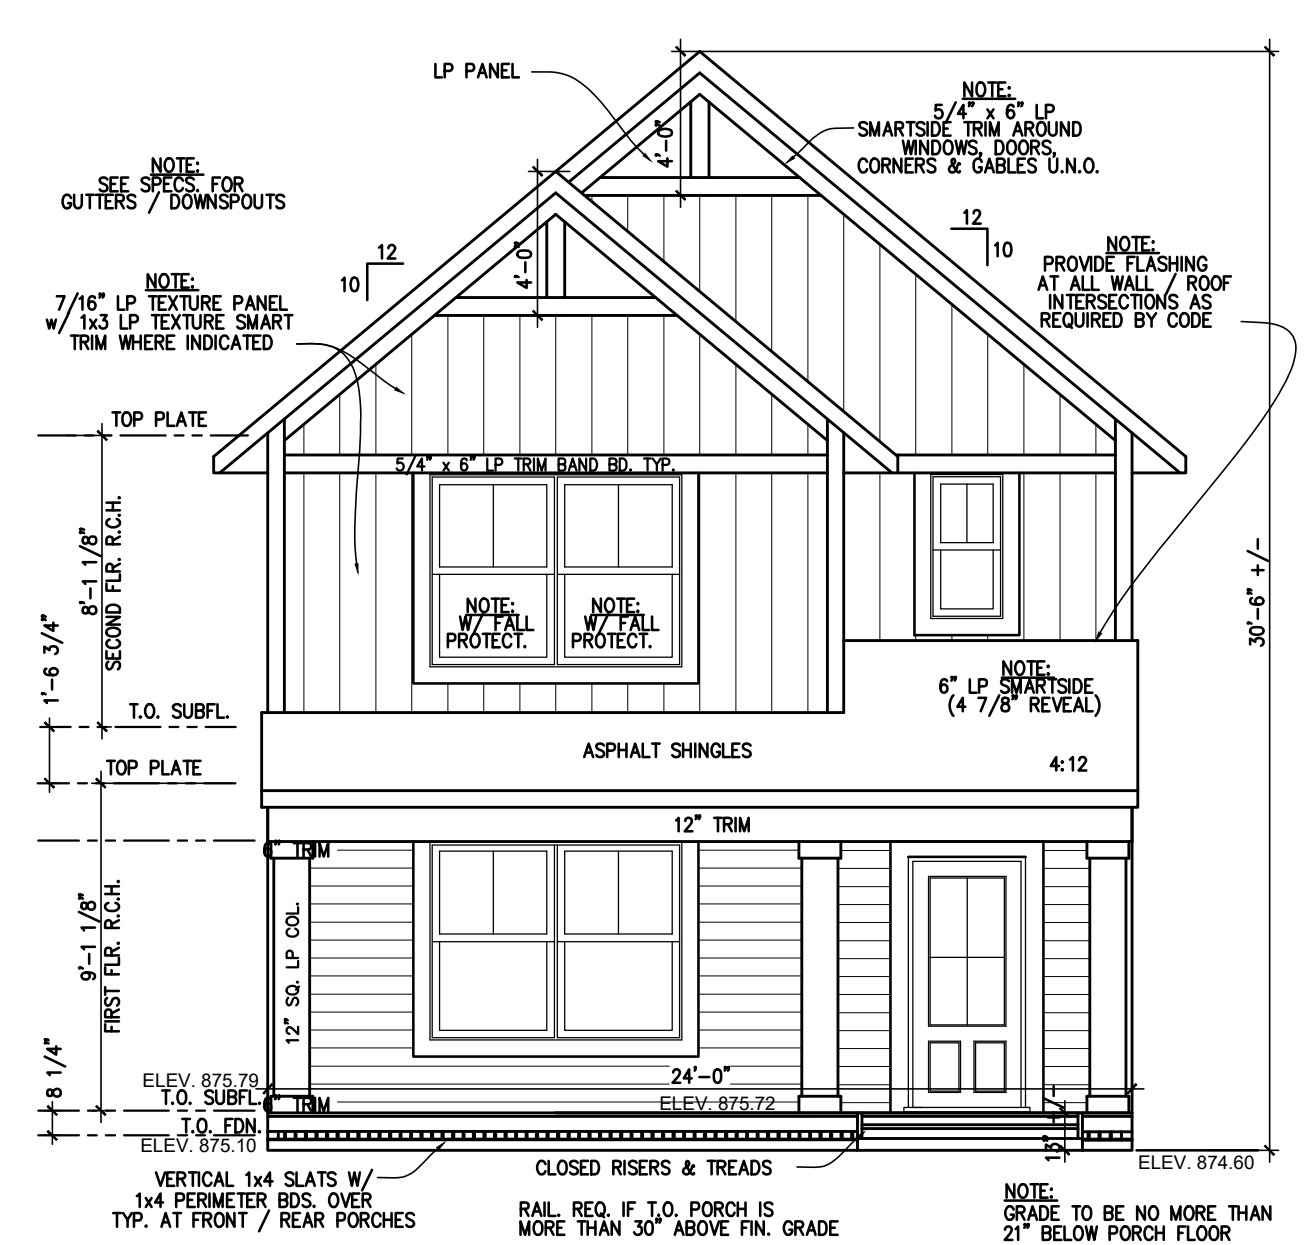 LP PANEL
NOTE:
5/4" x 6" LP
SMARTSIDE TRIM AROUND
WINDOWS, DOORS,
CORNERS & GABLES U.N.O.
4'-0"
NOTE:
SEE SPECS. FOR
GUTTERS / DOWNSPOUTS
12
10
12
10
4'-0"
NOTE:
PROVIDE FLASHING
AT ALL WALL / ROOF
INTERSECTIONS AS
REQUIRED BY CODE
NOTE:
7/16" LP TEXTURE PANEL
w/ 1x3 LP TEXTURE SMART
TRIM WHERE INDICATED
TOP PLATE
5/4" x 6" LP TRIM BAND BD. TYP.
8'-1 1/8"
SECOND FLR. R.C.H.
30'-6" +/-
NOTE:
W/ FALL
PROTECT.
NOTE:
W/ FALL
PROTECT.
1'-6 3/4"
NOTE:
6" LP SMARTSIDE
(4 7/8" REVEAL)
T.O. SUBFL.
ASPHALT SHINGLES
4:12
TOP PLATE
12" TRIM
6" TRIM
9'-1 1/8"
FIRST FLR. R.C.H.
12" SQ. LP COL.
8 1/4"
24'-0"
ELEV. 875.79
T.O. SUBFL.
6" TRIM
ELEV. 875.72
13" +/-
T.O. FDN.
ELEV. 875.10
ELEV. 874.60
VERTICAL 1x4 SLATS W/
1x4 PERIMETER BDS. OVER
TYP. AT FRONT / REAR PORCHES
CLOSED RISERS & TREADS
RAIL. REQ. IF T.O. PORCH IS
MORE THAN 30" ABOVE FIN. GRADE
NOTE:
GRADE TO BE NO MORE THAN
21" BELOW PORCH FLOOR